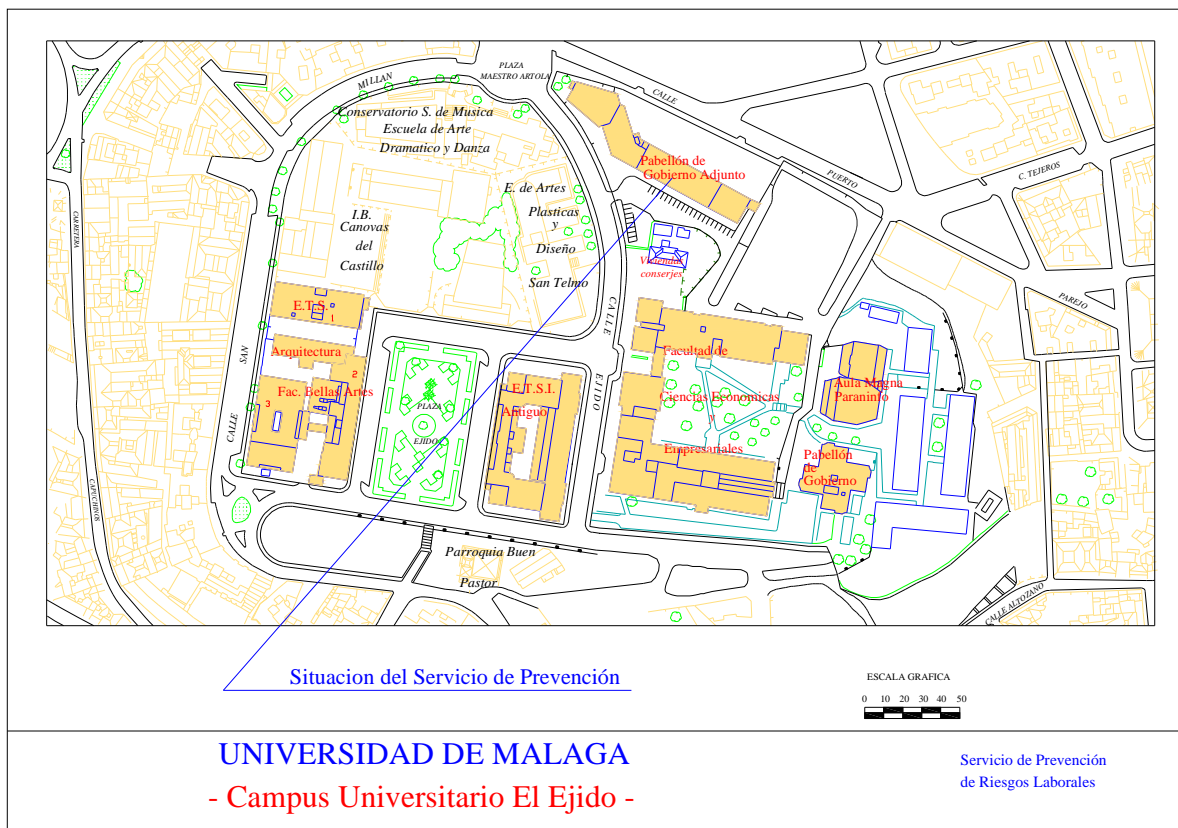 PLAZA
MAESTRO ARTOLA
MILLAN
CALLE
Conservatorio S. de Musica
Escuela de Arte
Dramatico y Danza
Pabellón de
Gobierno Adjunto
PUERTO
C. TEJEROS
E. de Artes
Plasticas
y
Diseño
San Telmo
I.B.
Canovas
del
Castillo
CARRETERA
Viviendas
conserjes
PAREJO
E.T.S.
1
Arquitectura
2
Fac. Bellas Artes
3
SAN
CALLE
CALLE
EJIDO
PLAZA
EJIDO
E.T.S.I.
Antiguo
Facultad de
Ciencias Economicas
y
Empresariales
Aula Magna
Paraninfo
Pabellón
de
Gobierno
CAPUCHINOS
Parroquia Buen
Pastor
CALLE ALTOZANO
Situacion del Servicio de Prevención
ESCALA GRAFICA
0 10 20 30 40 50
UNIVERSIDAD DE MALAGA
- Campus Universitario El Ejido -
Servicio de Prevención
de Riesgos Laborales